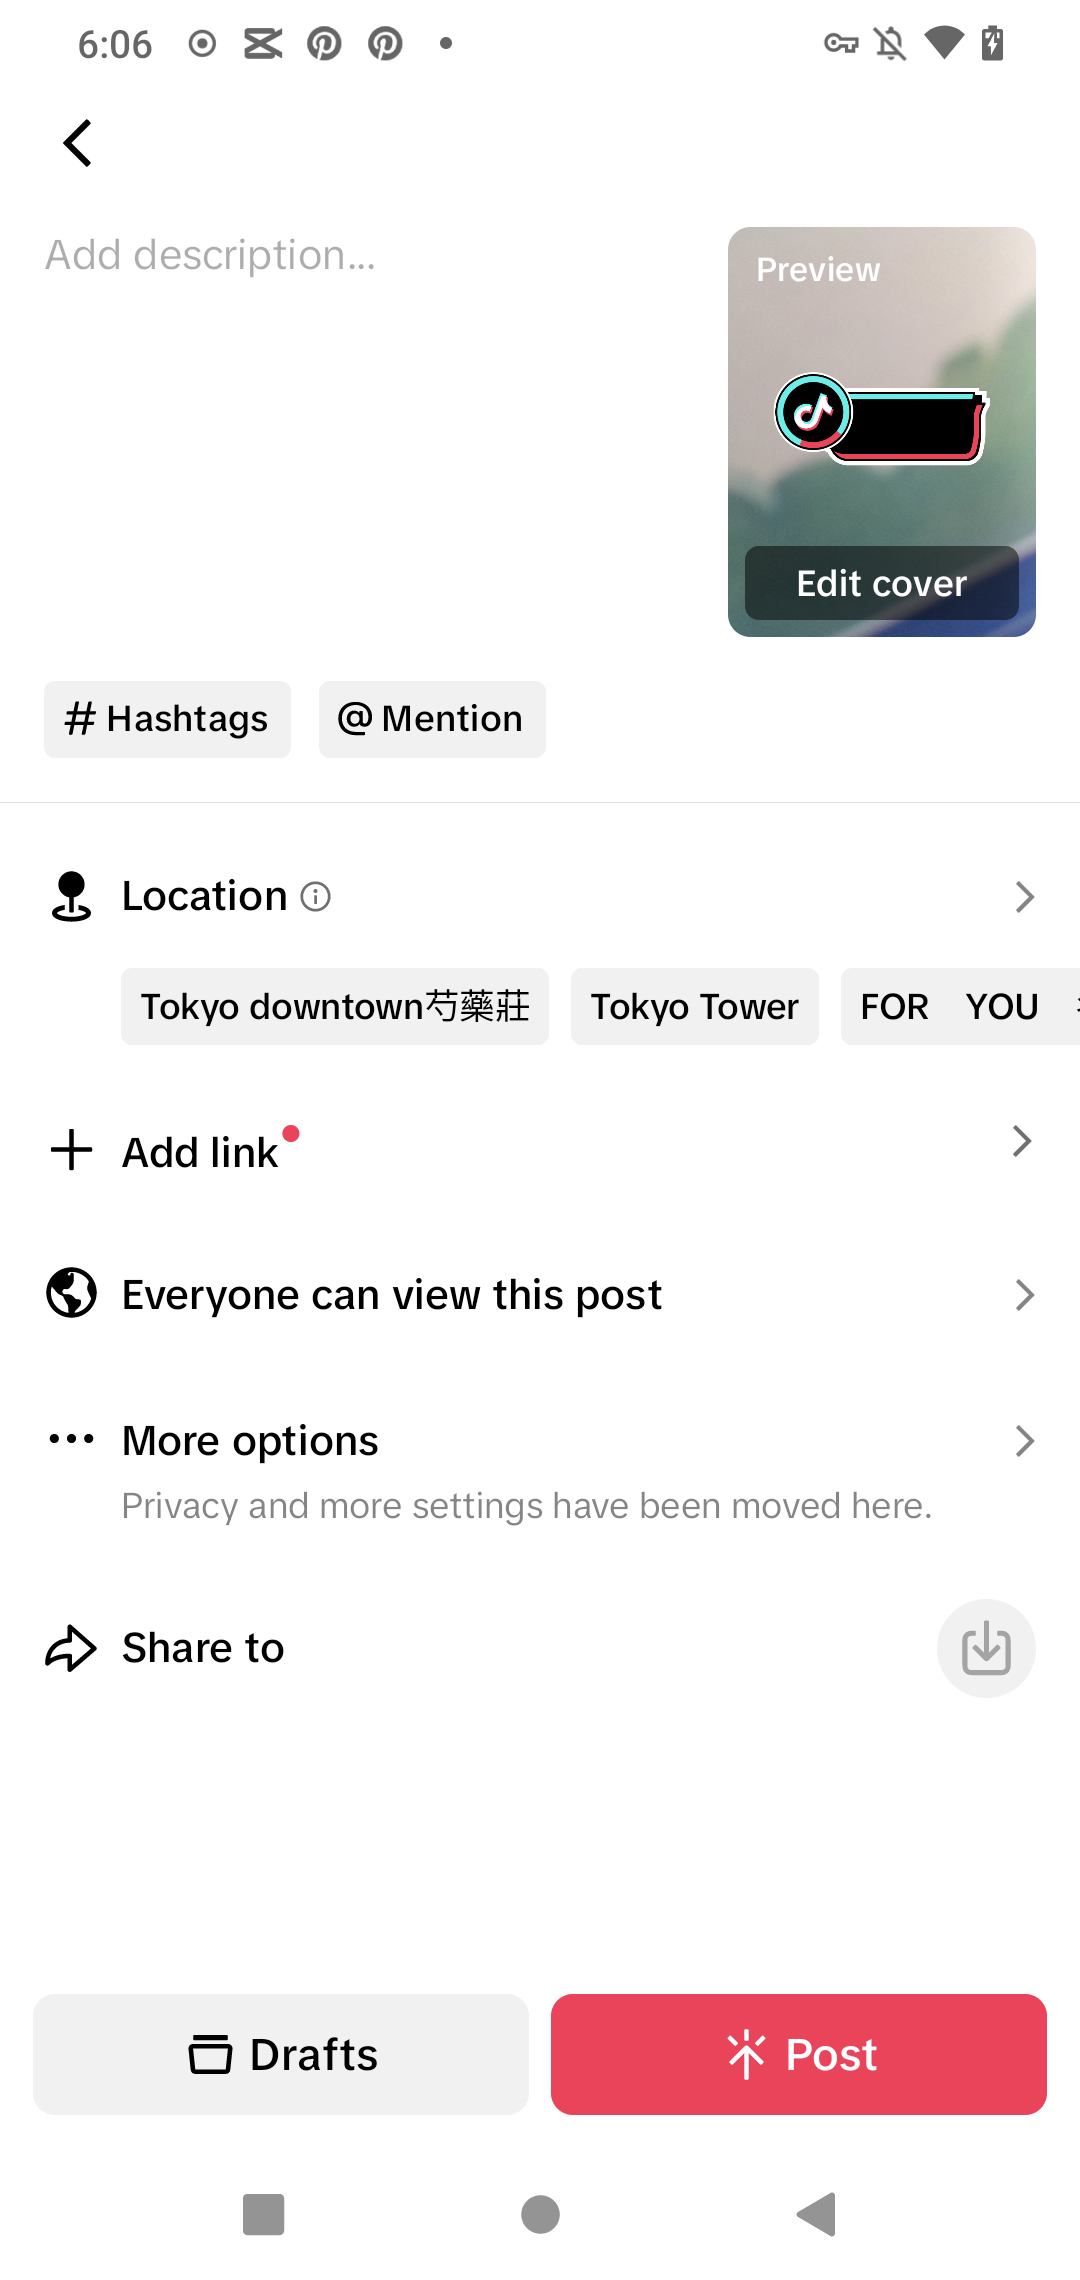 6:06
Add description...
Preview
Edit cover
# Hashtags
@ Mention
Location
Tokyo downtown芍藥莊
Tokyo Tower
FOR YOU
Add link
Everyone can view this post
More options
Privacy and more settings have been moved here.
Share to
Drafts
Post